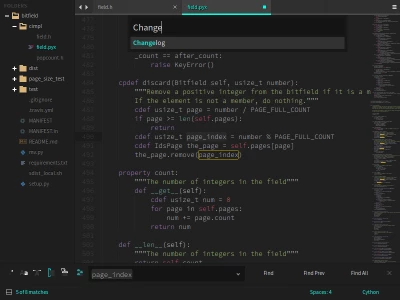 FOLDERS
bitfield
cimpl
field.h
field.pyx
popcount.h
dist
page_size_test
test
.gitignore
.travis.yml
MANIFEST
MANIFEST.in
README.md
rev.py
requirements.txt
setup.py
field.h
field.pyx
Change
Changelog
_count == after_count:
raise KeyError()
cpdef discard(Bitfield self, usize_t number):
"""Remove a positive integer from the bitfield if it is a m
If the element is not a member, do nothing."""
cdef usize_t page = number / PAGE_FULL_COUNT
if page >= len(self.pages):
return
cdef usize_t page_index = number % PAGE_FULL_COUNT
cdef IdsPage the_page = self.pages[page]
the_page.remove(page_index)
property count:
"""The number of integers in the field"""
def __get__(self):
cdef usize_t num = 0
for page in self.pages:
num += page.count
return num
def __len__(self):
"""The number of integers in the field"""
return self.count
page_index
Find
Find Prev
Find All
5 of 8 matches
Spaces: 4
Cython